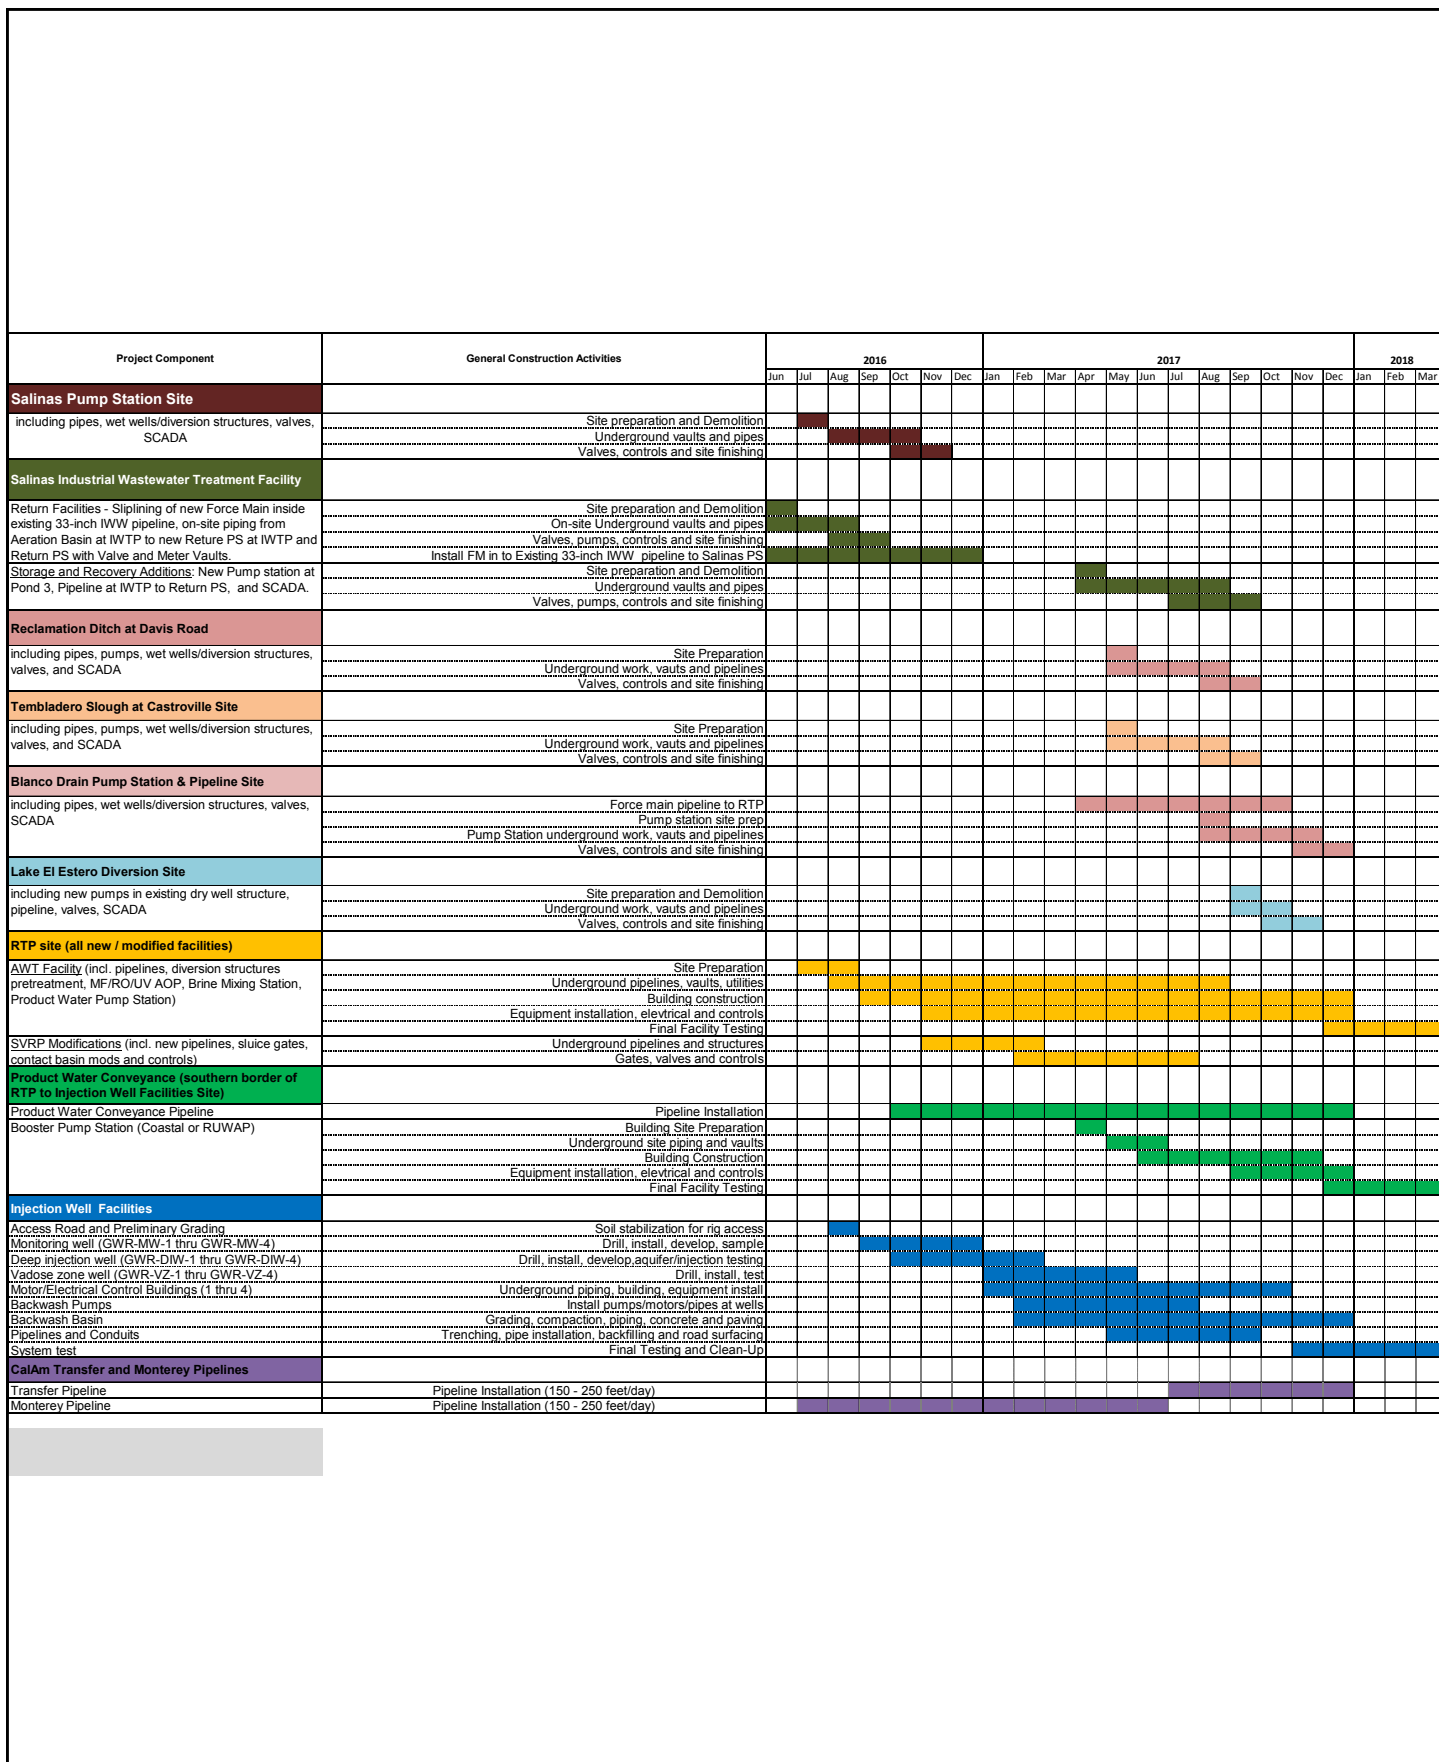 Project Component General Construction Activities 2016 2017 2018
Jun Jul Aug Sep Oct Nov Dec Jan Feb Mar Apr May Jun Jul Aug Sep Oct Nov Dec Jan Feb Mar
Salinas Pump Station Site
including pipes, wet wells/diversion structures, valves, Site preparation and Demolition
SCADA Underground vaults and pipes
Valves, controls and site finishing
Salinas Industrial Wastewater Treatment Facility
Return Facilities - Sliplining of new Force Main inside Site preparation and Demolition
existing 33-inch IWW pipeline, on-site piping from On-site Underground vaults and pipes
Aeration Basin at IWTP to new Reture PS at IWTP and Valves, pumps, controls and site finishing
Return PS with Valve and Meter Vaults. Install FM in to Existing 33-inch IWW pipeline to Salinas PS
Storage and Recovery Additions: New Pump station at Site preparation and Demolition
Pond 3, Pipeline at IWTP to Return PS, and SCADA. Underground vaults and pipes
Valves, pumps, controls and site finishing
Reclamation Ditch at Davis Road
including pipes, pumps, wet wells/diversion structures, Site Preparation
valves, and SCADA Underground work, vauts and pipelines
Valves, controls and site finishing
Tembladero Slough at Castroville Site
including pipes, pumps, wet wells/diversion structures, Site Preparation
valves, and SCADA Underground work, vauts and pipelines
Valves, controls and site finishing
Blanco Drain Pump Station & Pipeline Site
including pipes, wet wells/diversion structures, valves, Force main pipeline to RTP
SCADA Pump station site prep
Pump Station underground work, vauts and pipelines
Valves, controls and site finishing
Lake El Estero Diversion Site
including new pumps in existing dry well structure, Site preparation and Demolition
pipeline, valves, SCADA Underground work, vauts and pipelines
Valves, controls and site finishing
RTP site (all new / modified facilities)
AWT Facility (incl. pipelines, diversion structures Site Preparation
pretreatment, MF/RO/UV AOP, Brine Mixing Station, Underground pipelines, vaults, utilities
Product Water Pump Station) Building construction
Equipment installation, elevtrical and controls
Final Facility Testing
SVRP Modifications (incl. new pipelines, sluice gates, Underground pipelines and structures
contact basin mods and controls) Gates, valves and controls
Product Water Conveyance (southern border of
RTP to Injection Well Facilities Site)
Product Water Conveyance Pipeline Pipeline Installation
Booster Pump Station (Coastal or RUWAP) Building Site Preparation
Underground site piping and vaults
Building Construction
Equipment installation, elevtrical and controls
Final Facility Testing
Injection Well Facilities
Access Road and Preliminary Grading Soil stabilization for rig access
Monitoring well (GWR-MW-1 thru GWR-MW-4) Drill, install, develop, sample
Deep injection well (GWR-DIW-1 thru GWR-DIW-4) Drill, install, develop,aquifer/injection testing
Vadose zone well (GWR-VZ-1 thru GWR-VZ-4) Drill, install, test
Motor/Electrical Control Buildings (1 thru 4) Underground piping, building, equipment install
Backwash Pumps Install pumps/motors/pipes at wells
Backwash Basin Grading, compaction, piping, concrete and paving
Pipelines and Conduits Trenching, pipe installation, backfilling and road surfacing
System test Final Testing and Clean-Up
CalAm Transfer and Monterey Pipelines
Transfer Pipeline Pipeline Installation (150 - 250 feet/day)
Monterey Pipeline Pipeline Installation (150 - 250 feet/day)